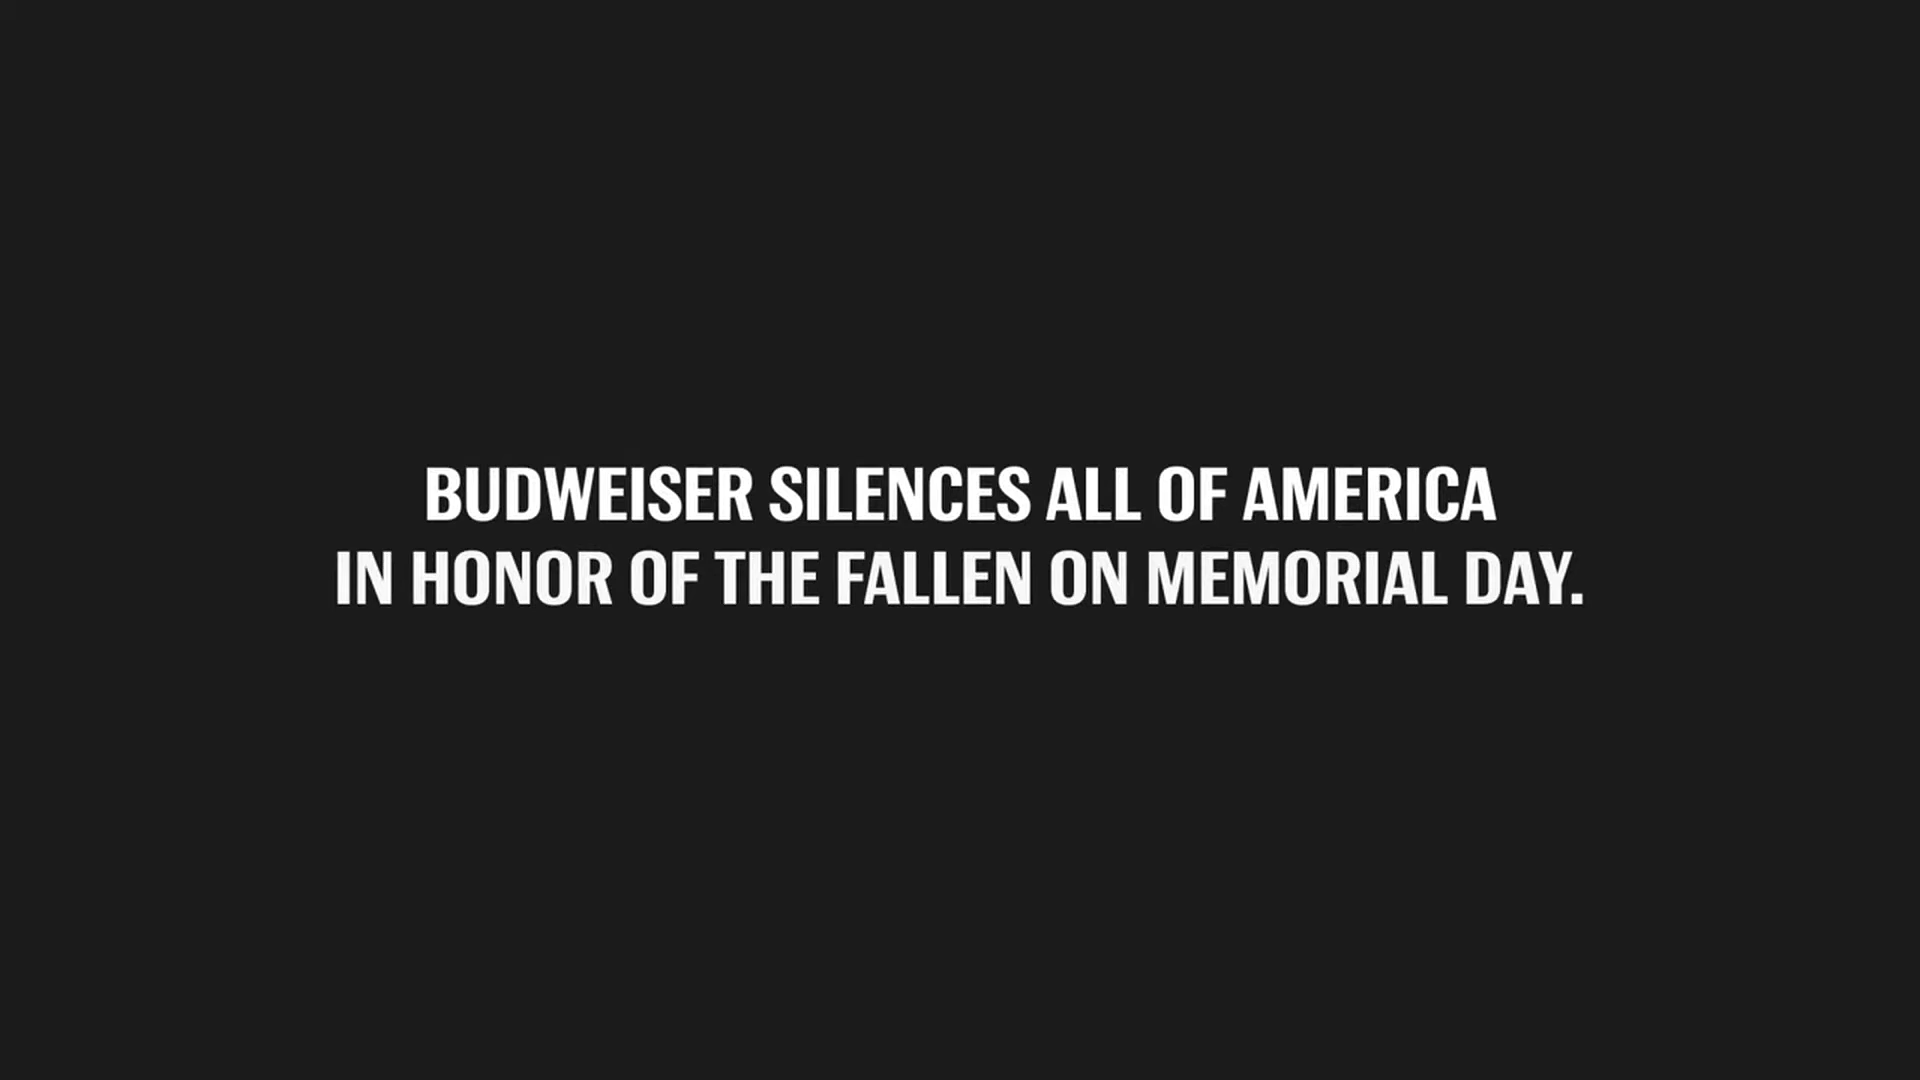 BUDWEISER SILENCES ALL OF AMERICA
IN HONOR OF THE FALLEN ON MEMORIAL DAY.